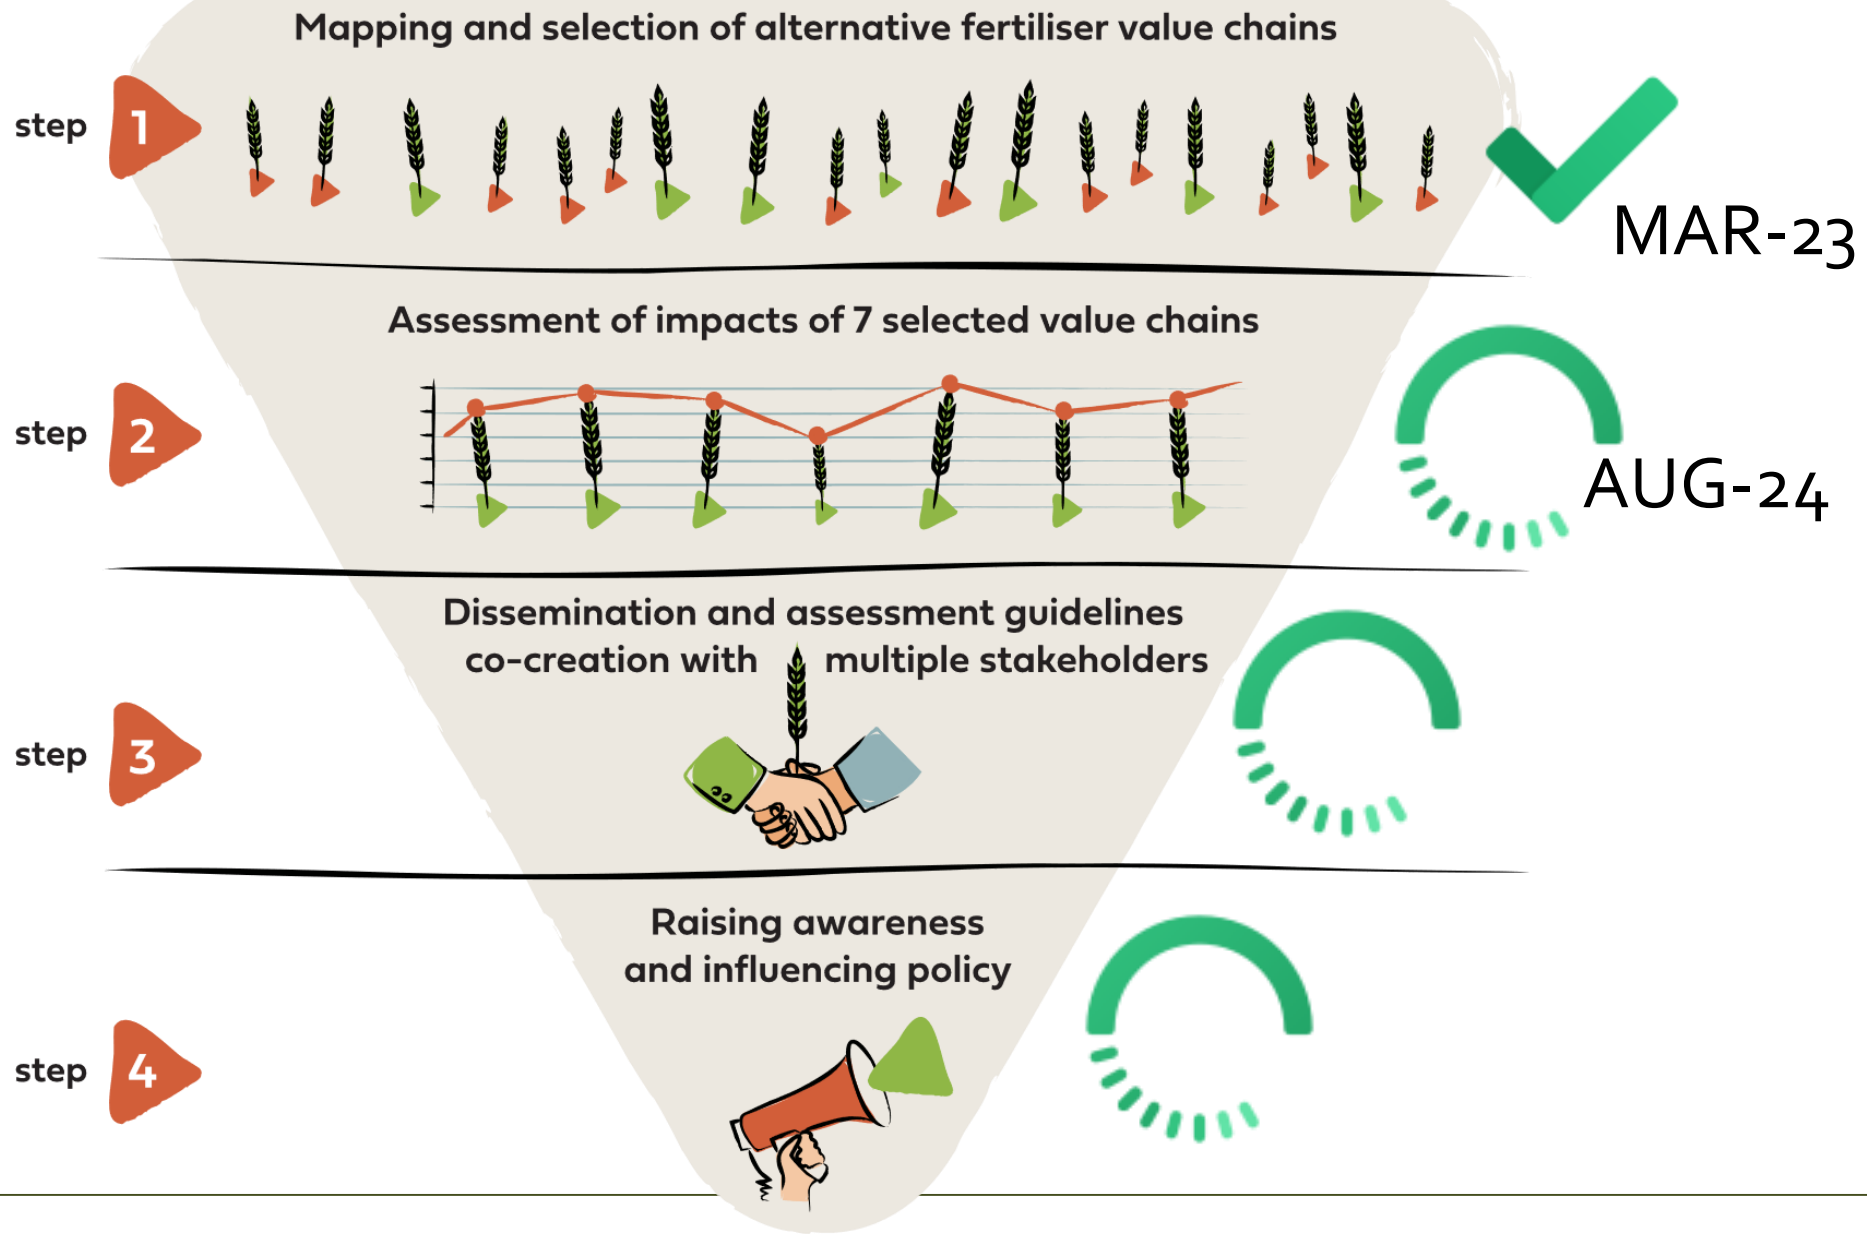 Mapping and selection of alternative fertiliser value chains
step 1
MAR-23
Assessment of impacts of 7 selected value chains
step 2
AUG-24
Dissemination and assessment guidelines
co-creation with multiple stakeholders
step 3
Raising awareness
and influencing policy
step 4